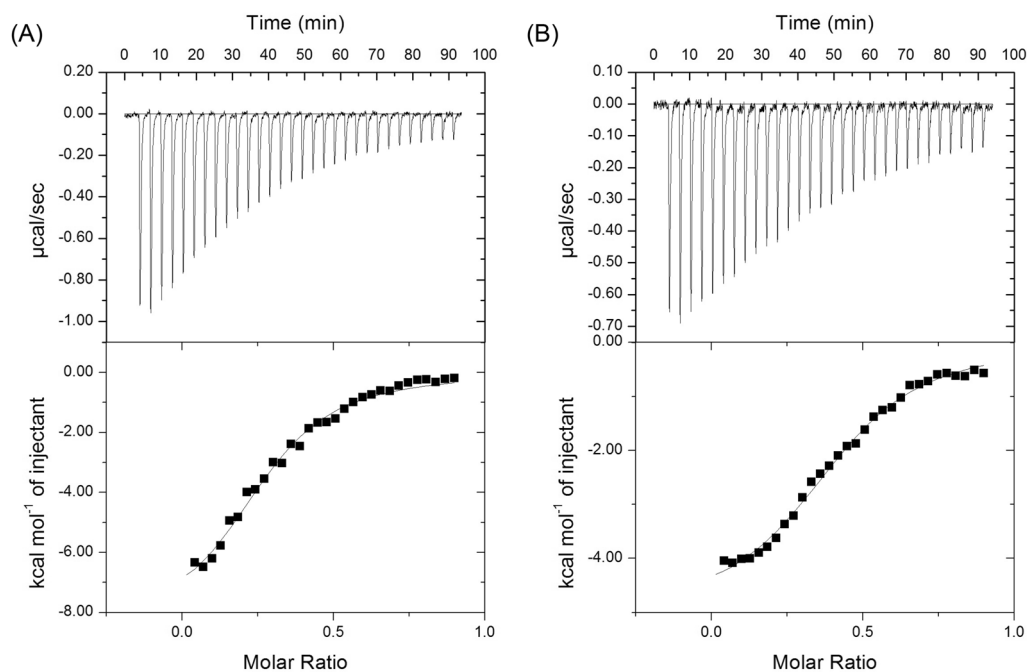 (A)
Time (min)
0 10 20 30 40 50 60 70 80 90 100
0.20
0.00
-0.20
-0.40
-0.60
-0.80
-1.00
µcal/sec
0.00
-2.00
-4.00
-6.00
-8.00
kcal mol⁻¹ of injectant
0.0 0.5 1.0
Molar Ratio
(B)
Time (min)
0 10 20 30 40 50 60 70 80 90 100
0.10
0.00
-0.10
-0.20
-0.30
-0.40
-0.50
-0.60
-0.70
µcal/sec
0.00
-2.00
-4.00
kcal mol⁻¹ of injectant
0.0 0.5 1.0
Molar Ratio